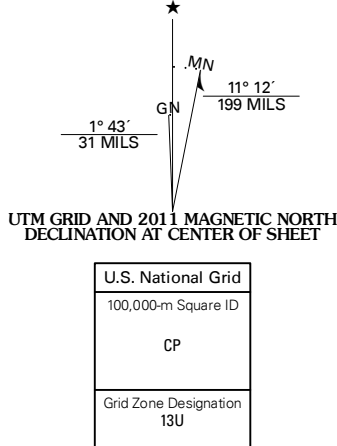 ★
MN
11° 12´
199 MILS
GN
1° 43´
31 MILS
UTM GRID AND 2011 MAGNETIC NORTH
DECLINATION AT CENTER OF SHEET
U.S. National Grid
100,000-m Square ID
CP
Grid Zone Designation
13U